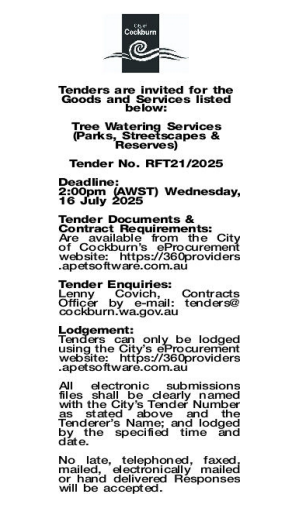 City of
Cockburn
Tenders are invited for the
Goods and Services listed
below:
Tree Watering Services
(Parks, Streetscapes &
Reserves)
Tender No. RFT21/2025
Deadline:
2:00pm (AWST) Wednesday,
16 July 2025
Tender Documents &
Contract Requirements:
Are available from the City
of Cockburn's eProcurement
website: https://360providers
.apetsoftware.com.au
Tender Enquiries:
Lenny Covich, Contracts
Officer by e-mail: tenders@
cockburn.wa.gov.au
Lodgement:
Tenders can only be lodged
using the City's eProcurement
website: https://360providers
.apetsoftware.com.au
All electronic submissions
files shall be clearly named
with the City's Tender Number
as stated above and the
Tenderer's Name; and lodged
by the specified time and
date.
No late, telephoned, faxed,
mailed, electronically mailed
or hand delivered Responses
will be accepted.